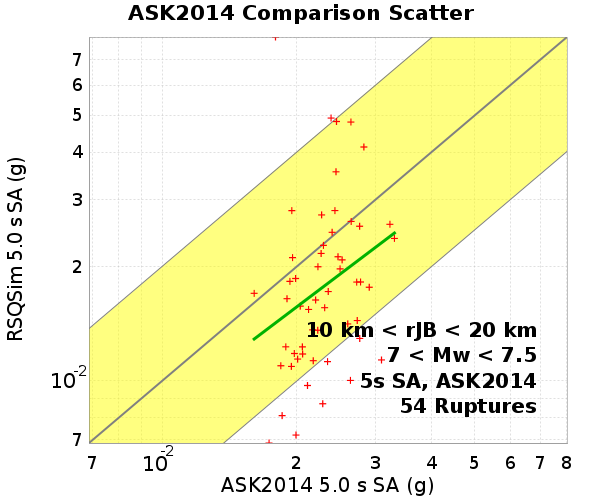 ASK2014 Comparison Scatter
RSQSim 5.0 s SA (g)
7
6
5
4
3
2
10-2
7
10 km < rJB < 20 km
7 < Mw < 7.5
5s SA, ASK2014
54 Ruptures
7 10-2 2 3 4 5 6 7 8
ASK2014 5.0 s SA (g)